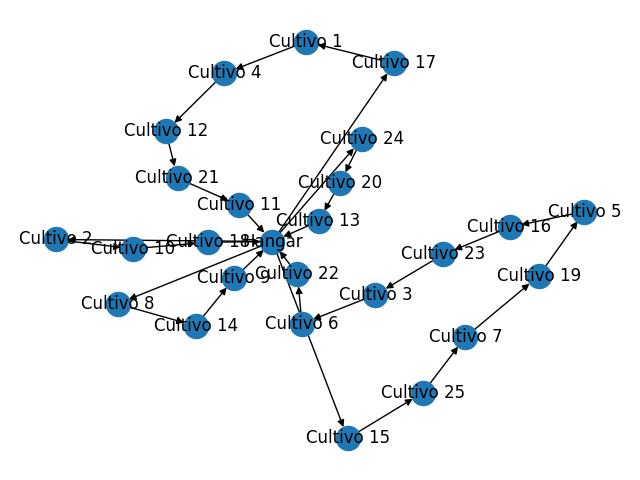 Cultivo 1
Cultivo 17
Cultivo 4
Cultivo 12
Cultivo 24
Cultivo 21
Cultivo 20
Cultivo 11
Cultivo 13
Cultivo 5
Cultivo 16
Cultivo 2
Cultivo 10
Cultivo 18
Hangar
Cultivo 23
Cultivo 9
Cultivo 22
Cultivo 19
Cultivo 8
Cultivo 3
Cultivo 14
Cultivo 6
Cultivo 7
Cultivo 25
Cultivo 15